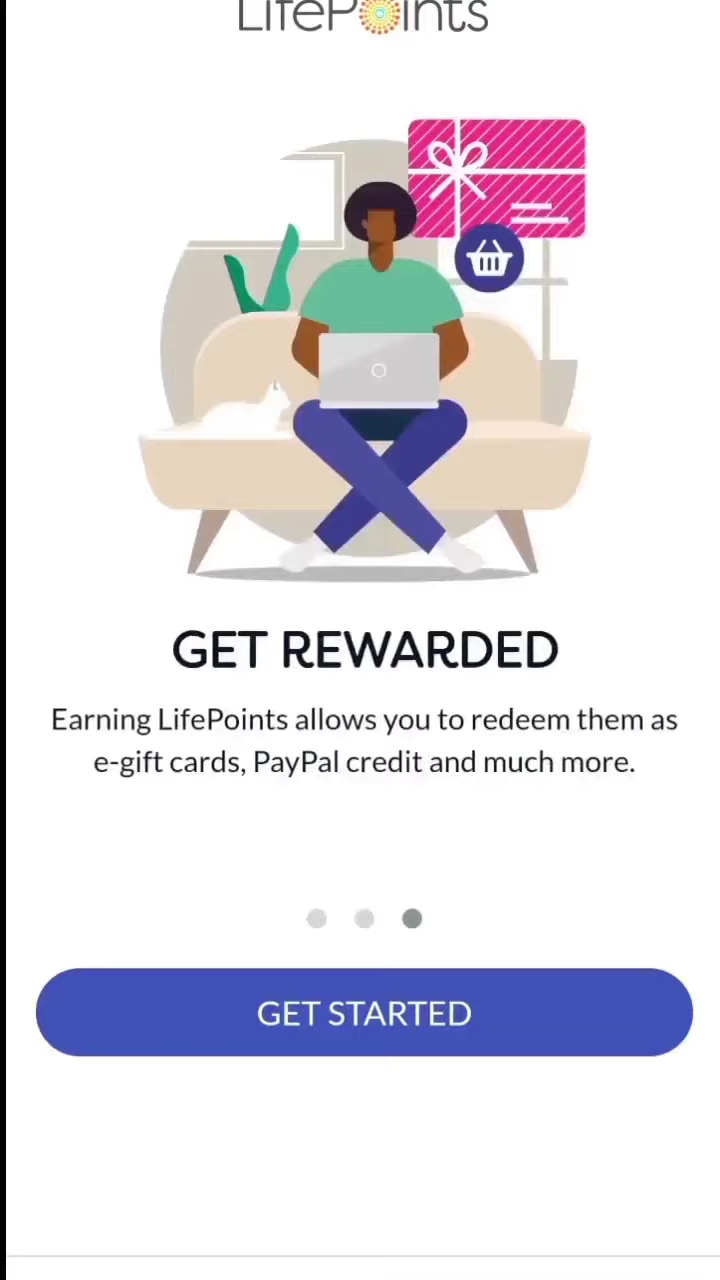 LifePoints
GET REWARDED
Earning LifePoints allows you to redeem them as
e-gift cards, PayPal credit and much more.
GET STARTED